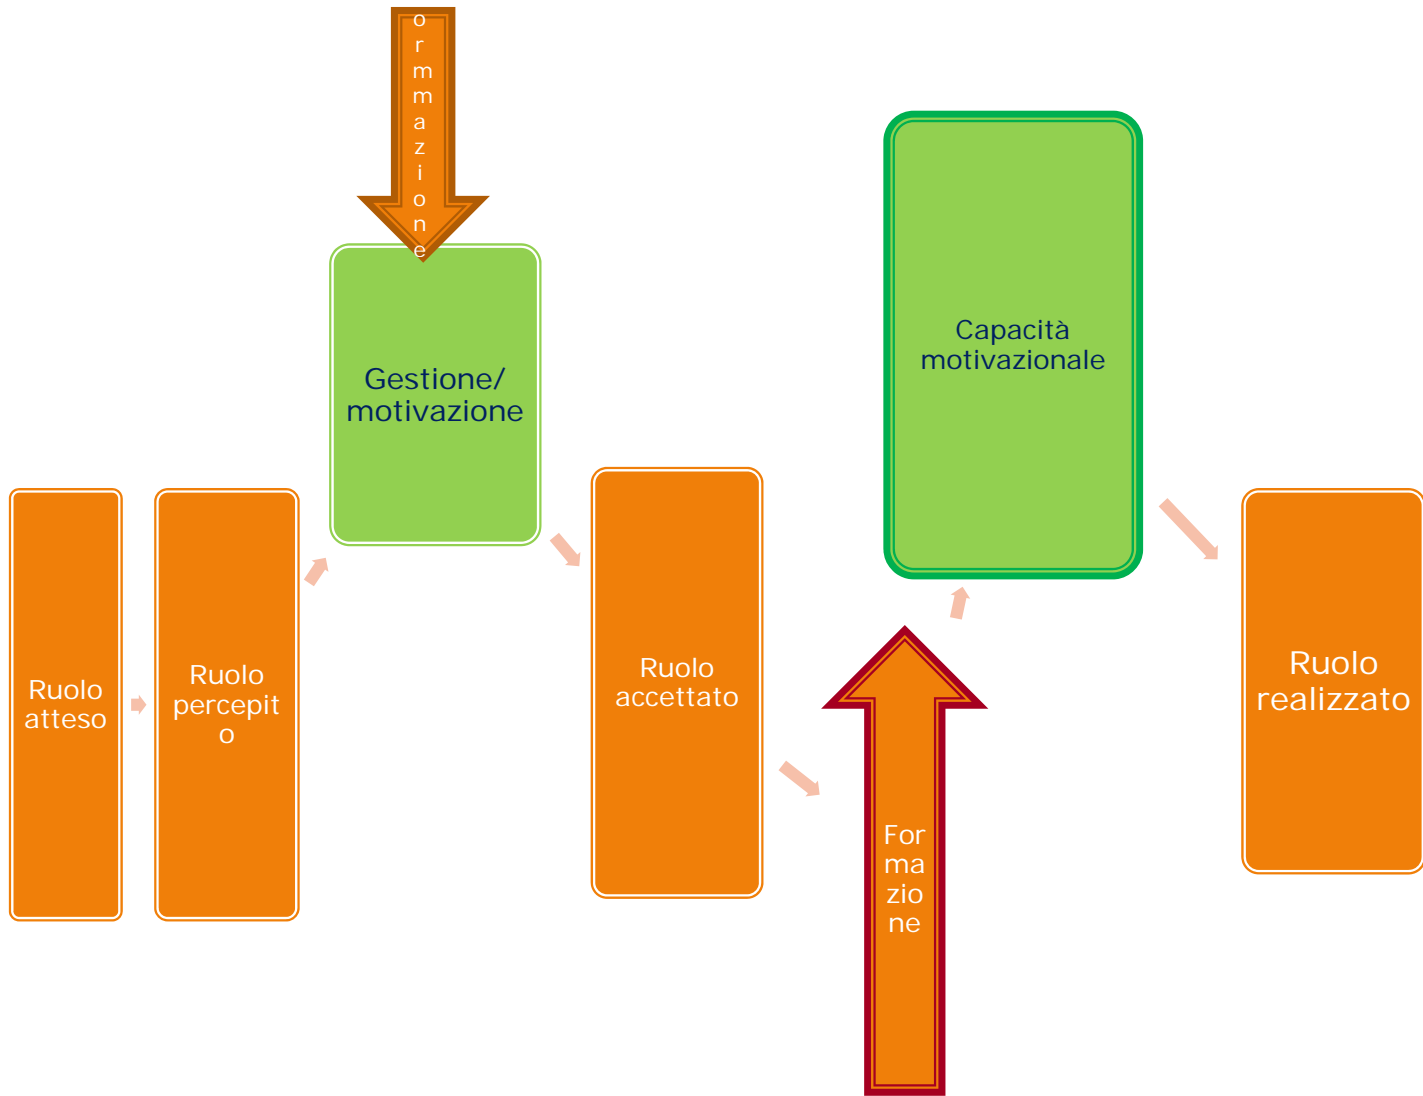 o
r
m
m
a
z
i
o
n
e
Gestione/
motivazione
Capacità
motivazionale
Ruolo
atteso
Ruolo
percepit
o
Ruolo
accettato
For
ma
zio
ne
Ruolo
realizzato